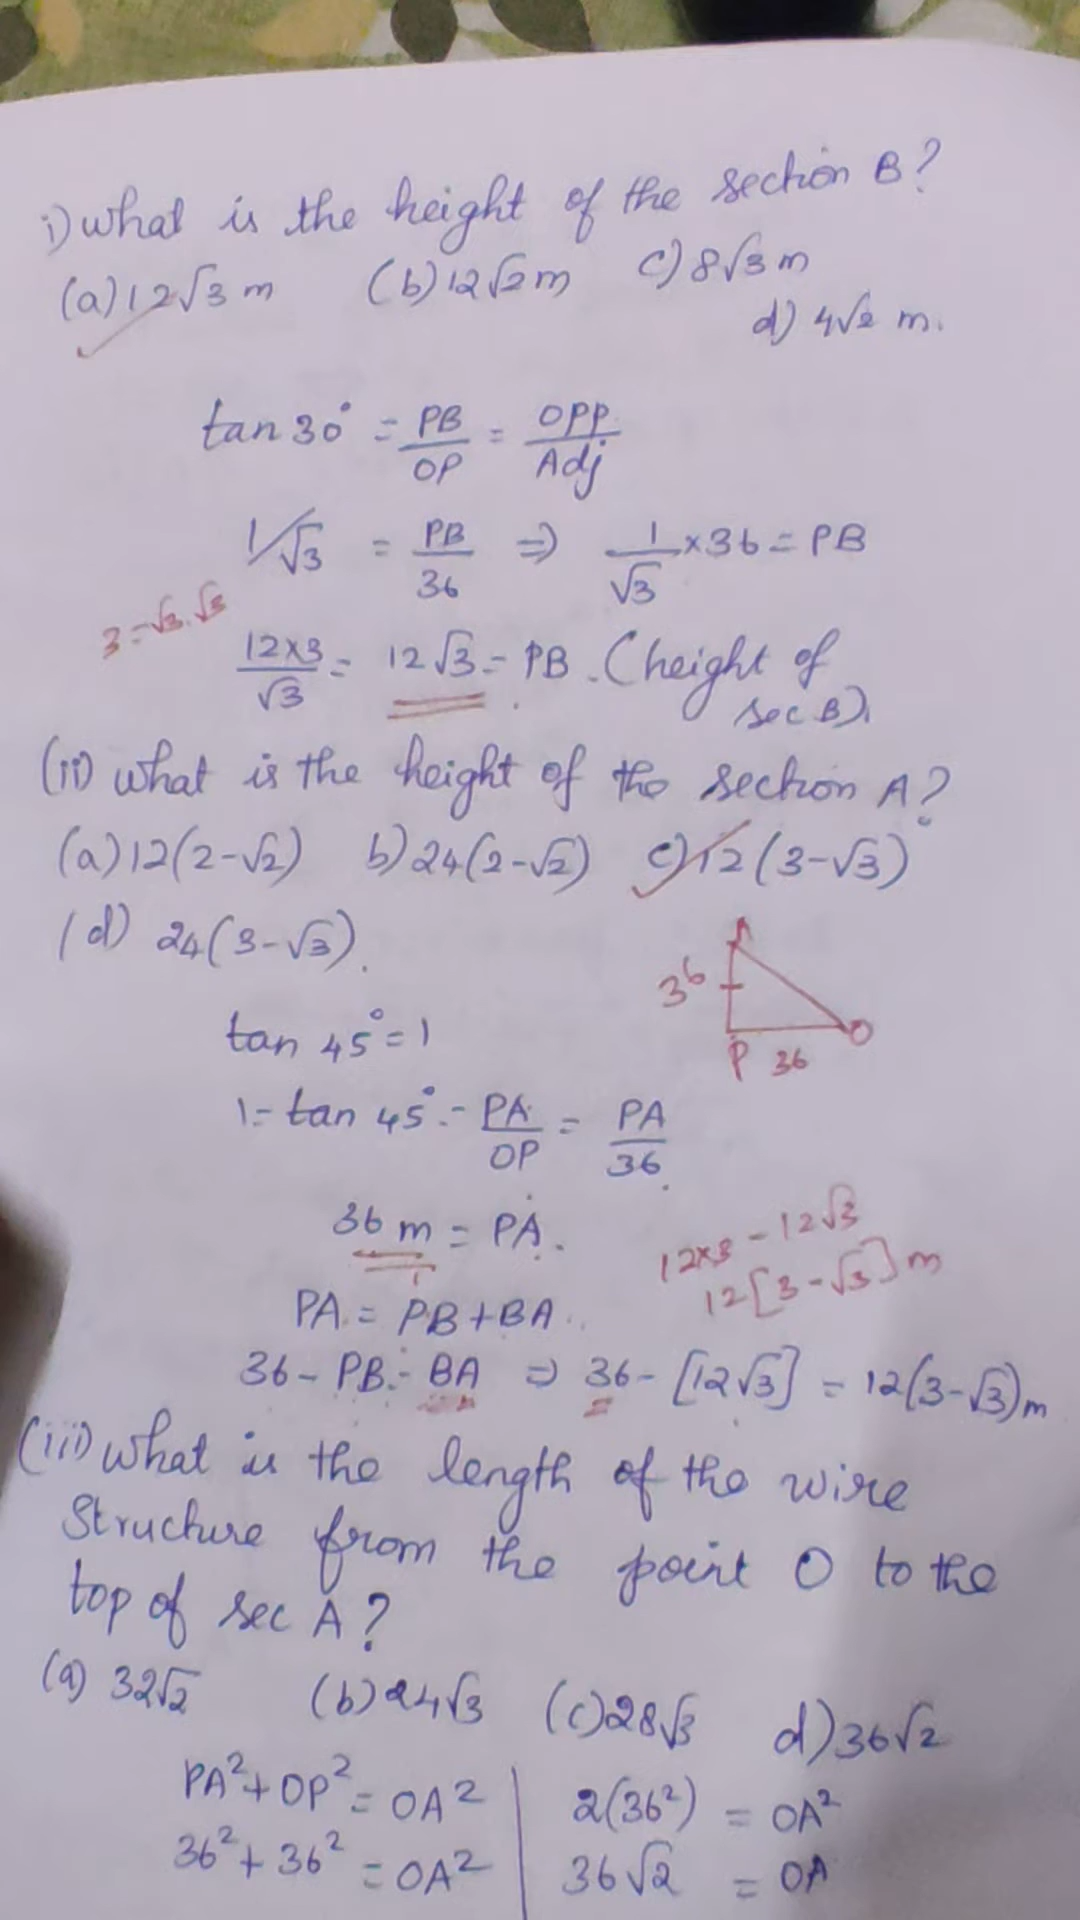 i) what is the height of the section B?
(a) 12√3 m (b) 12√2 m c) 8√3 m
d) 4√2 m.
tan 30° = PB/OP = OPP/Adj
1/√3 = PB/36 ⇒ 1/√3 × 36 = PB
3 = √3.√3
12×3/√3 = 12√3 = PB. (height of
sec B).
(ii) what is the height of the section A?
(a) 12(2-√2) b) 24(2-√2) c) 12(3-√3)
(d) 24(3-√3).
A
36
P 36 O
tan 45° = 1
1 = tan 45° = PA/OP = PA/36.
36 m = PA.
12×3 - 12√3
12[3-√3] m
PA = PB + BA.
36 - PB = BA ⇒ 36 - [12√3] = 12(3-√3) m
(iii) what is the length of the wire
structure from the point O to the
top of sec A?
(a) 32√2 (b) 24√3 (c) 28√3 d) 36√2
PA² + OP² = OA² 2(36²) = OA²
36² + 36² = OA² 36√2 = OA